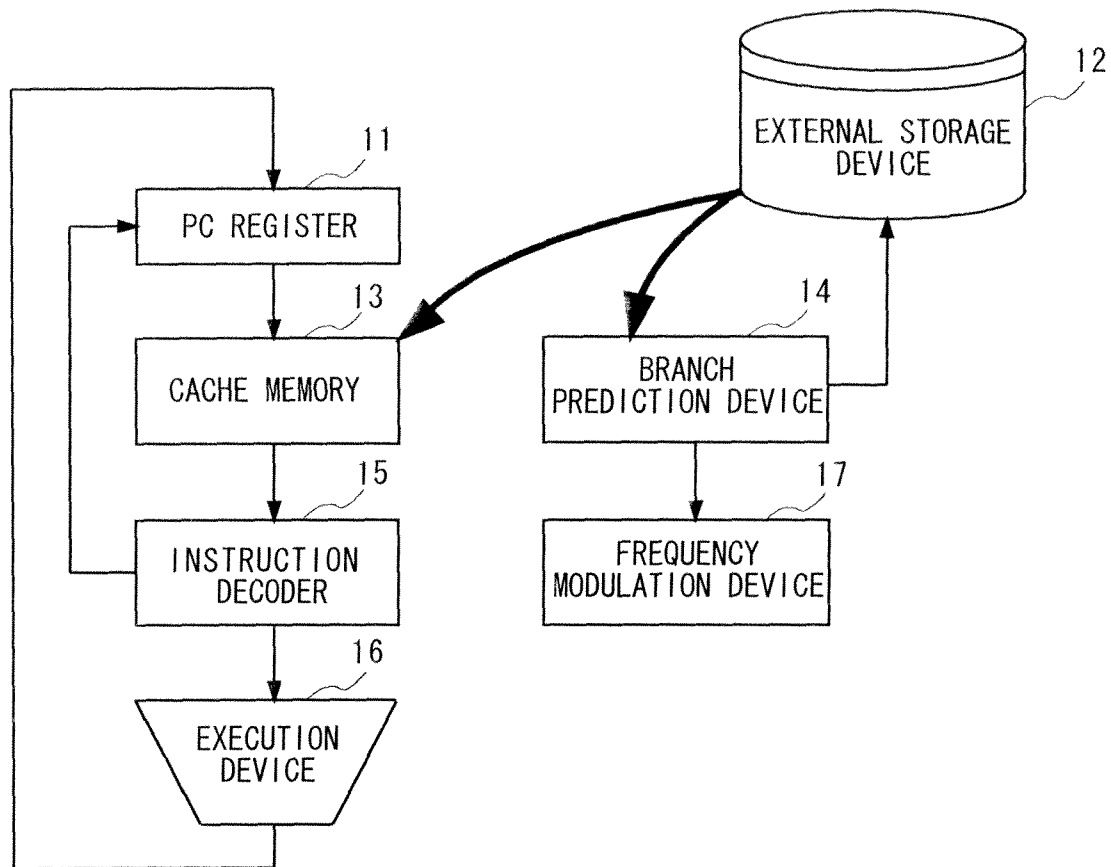 12
EXTERNAL STORAGE
DEVICE
11
PC REGISTER
13
CACHE MEMORY
14
BRANCH
PREDICTION DEVICE
15
INSTRUCTION
DECODER
17
FREQUENCY
MODULATION DEVICE
16
EXECUTION
DEVICE